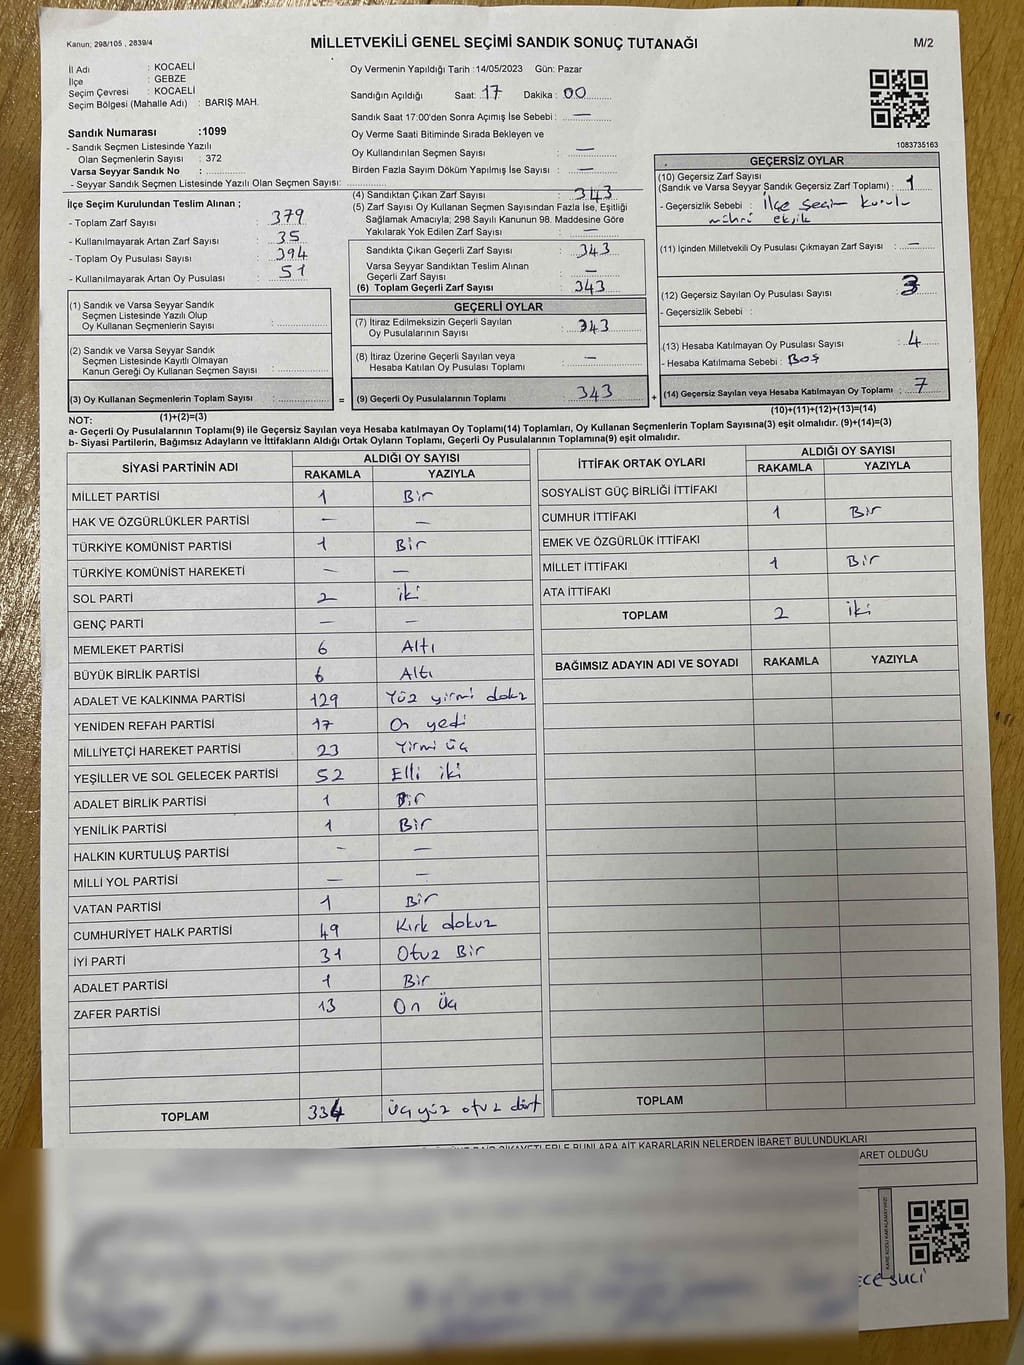 Kanun; 298/105 , 2839/4
MİLLETVEKİLİ GENEL SEÇİMİ SANDIK SONUÇ TUTANAĞI
M/2
İl Adı : KOCAELİ
İlçe : GEBZE
Seçim Çevresi : KOCAELİ
Seçim Bölgesi (Mahalle Adı) : BARIŞ MAH.
Sandık Numarası :1099
- Sandık Seçmen Listesinde Yazılı
Olan Seçmenlerin Sayısı : 372
Varsa Seyyar Sandık No :
- Seyyar Sandık Seçmen Listesinde Yazılı Olan Seçmen Sayısı:
Oy Vermenin Yapıldığı Tarih :14/05/2023 Gün: Pazar
Sandığın Açıldığı Saat: 17 Dakika : 00
Sandık Saat 17:00'den Sonra Açımış İse Sebebi : —
Oy Verme Saati Bitiminde Sırada Bekleyen ve
Oy Kullandırılan Seçmen Sayısı : —
Birden Fazla Sayım Döküm Yapılmış İse Sayısı : —
1083735163
İlçe Seçim Kurulundan Teslim Alınan ;
- Toplam Zarf Sayısı : 379
- Kullanılmayarak Artan Zarf Sayısı : 35
- Toplam Oy Pusulası Sayısı : 394
- Kullanılmayarak Artan Oy Pusulası : 51
(1) Sandık ve Varsa Seyyar Sandık
Seçmen Listesinde Yazılı Olup
Oy Kullanan Seçmenlerin Sayısı :
(2) Sandık ve Varsa Seyyar Sandık
Seçmen Listesinde Kayıtlı Olmayan
Kanun Gereği Oy Kullanan Seçmen Sayısı :
(3) Oy Kullanan Seçmenlerin Toplam Sayısı :
(1)+(2)=(3)
=
(4) Sandıktan Çıkan Zarf Sayısı : 343
(5) Zarf Sayısı Oy Kullanan Seçmen Sayısından Fazla İse, Eşitliği
Sağlamak Amacıyla; 298 Sayılı Kanunun 98. Maddesine Göre
Yakılarak Yok Edilen Zarf Sayısı : —
Sandıkta Çıkan Geçerli Zarf Sayısı : 343
Varsa Seyyar Sandıktan Teslim Alınan
Geçerli Zarf Sayısı : —
(6) Toplam Geçerli Zarf Sayısı : 343
GEÇERLİ OYLAR
(7) İtiraz Edilmeksizin Geçerli Sayılan
Oy Pusulalarının Sayısı : 343
(8) İtiraz Üzerine Geçerli Sayılan veya
Hesaba Katılan Oy Pusulası Toplamı : —
(9) Geçerli Oy Pusulalarının Toplamı : 343
+
GEÇERSİZ OYLAR
(10) Geçersiz Zarf Sayısı
(Sandık ve Varsa Seyyar Sandık Geçersiz Zarf Toplamı) : 1
- Geçersizlik Sebebi : İlçe Seçim Kurulu
mührü eksik
(11) İçinden Milletvekili Oy Pusulası Çıkmayan Zarf Sayısı : —
(12) Geçersiz Sayılan Oy Pusulası Sayısı : 3
- Geçersizlik Sebebi :
(13) Hesaba Katılmayan Oy Pusulası Sayısı : 4
- Hesaba Katılmama Sebebi : Boş
(14) Geçersiz Sayılan veya Hesaba Katılmayan Oy Toplamı : 7
(10)+(11)+(12)+(13)=(14)
NOT:
a- Geçerli Oy Pusulalarının Toplamı(9) ile Geçersiz Sayılan veya Hesaba katılmayan Oy Toplamı(14) Toplamları, Oy Kullanan Seçmenlerin Toplam Sayısına(3) eşit olmalıdır. (9)+(14)=(3)
b- Siyasi Partilerin, Bağımsız Adayların ve İttifakların Aldığı Ortak Oyların Toplamı, Geçerli Oy Pusulalarının Toplamına(9) eşit olmalıdır.
SİYASİ PARTİNİN ADI ALDIĞI OY SAYISI
RAKAMLA YAZIYLA
MİLLET PARTİSİ 1 Bir
HAK VE ÖZGÜRLÜKLER PARTİSİ — —
TÜRKİYE KOMÜNİST PARTİSİ 1 Bir
TÜRKİYE KOMÜNİST HAREKETİ — —
SOL PARTİ 2 iki
GENÇ PARTİ — —
MEMLEKET PARTİSİ 6 Altı
BÜYÜK BİRLİK PARTİSİ 6 Altı
ADALET VE KALKINMA PARTİSİ 129 Yüz yirmi dokuz
YENİDEN REFAH PARTİSİ 17 On yedi
MİLLİYETÇİ HAREKET PARTİSİ 23 Yirmi üç
YEŞİLLER VE SOL GELECEK PARTİSİ 52 Elli iki
ADALET BİRLİK PARTİSİ 1 Bir
YENİLİK PARTİSİ 1 Bir
HALKIN KURTULUŞ PARTİSİ - —
MİLLİ YOL PARTİSİ — —
VATAN PARTİSİ 1 Bir
CUMHURİYET HALK PARTİSİ 49 Kırk dokuz
İYİ PARTİ 31 Otuz Bir
ADALET PARTİSİ 1 Bir
ZAFER PARTİSİ 13 On Üç
TOPLAM 334 üç yüz otuz dört
İTTİFAK ORTAK OYLARI ALDIĞI OY SAYISI
RAKAMLA YAZIYLA
SOSYALİST GÜÇ BİRLİĞİ İTTİFAKI
CUMHUR İTTİFAKI 1 Bir
EMEK VE ÖZGÜRLÜK İTTİFAKI
MİLLET İTTİFAKI 1 Bir
ATA İTTİFAKI
TOPLAM 2 iki
BAĞIMSIZ ADAYIN ADI VE SOYADI RAKAMLA YAZIYLA
TOPLAM
BUNLARA AİT KARARLARIN NELERDEN İBARET BULUNDUKLARI
ARET OLDUĞU